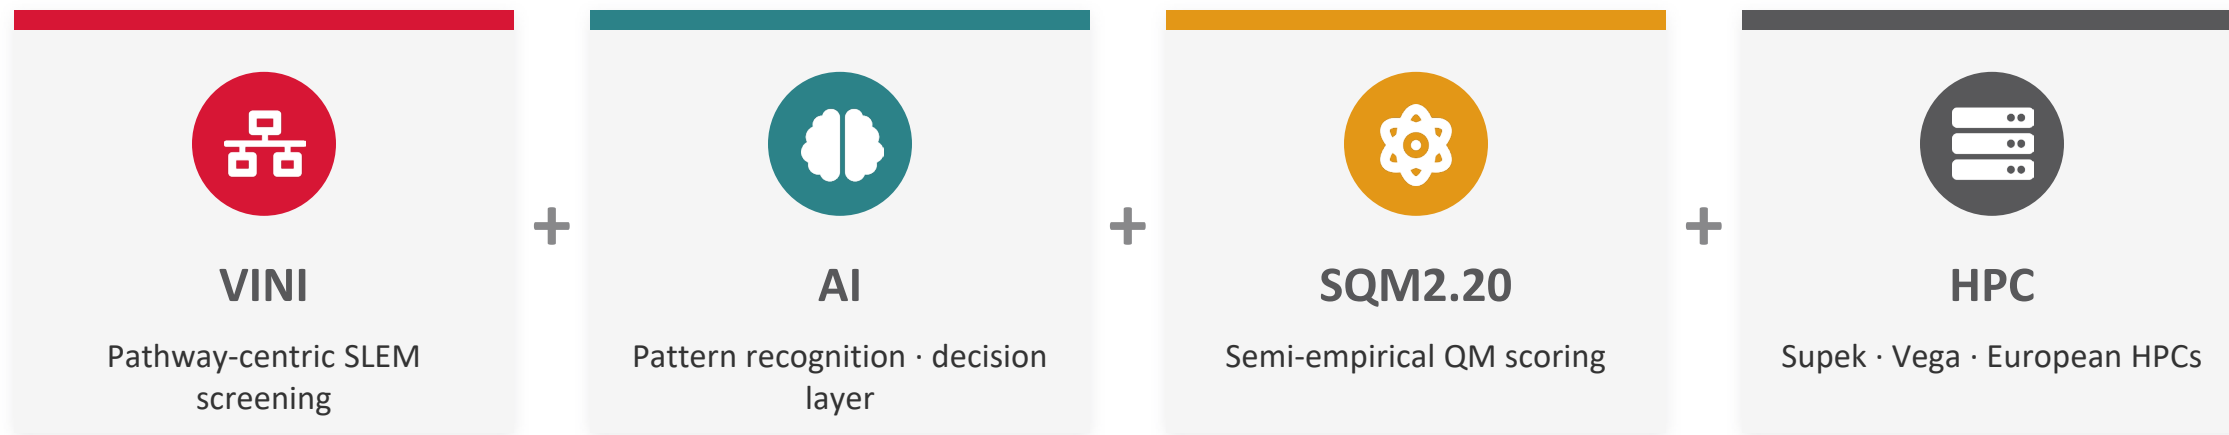 VINI
Pathway-centric SLEM
screening
+
AI
Pattern recognition · decision
layer
+
SQM2.20
Semi-empirical QM scoring
+
HPC
Supek · Vega · European HPCs